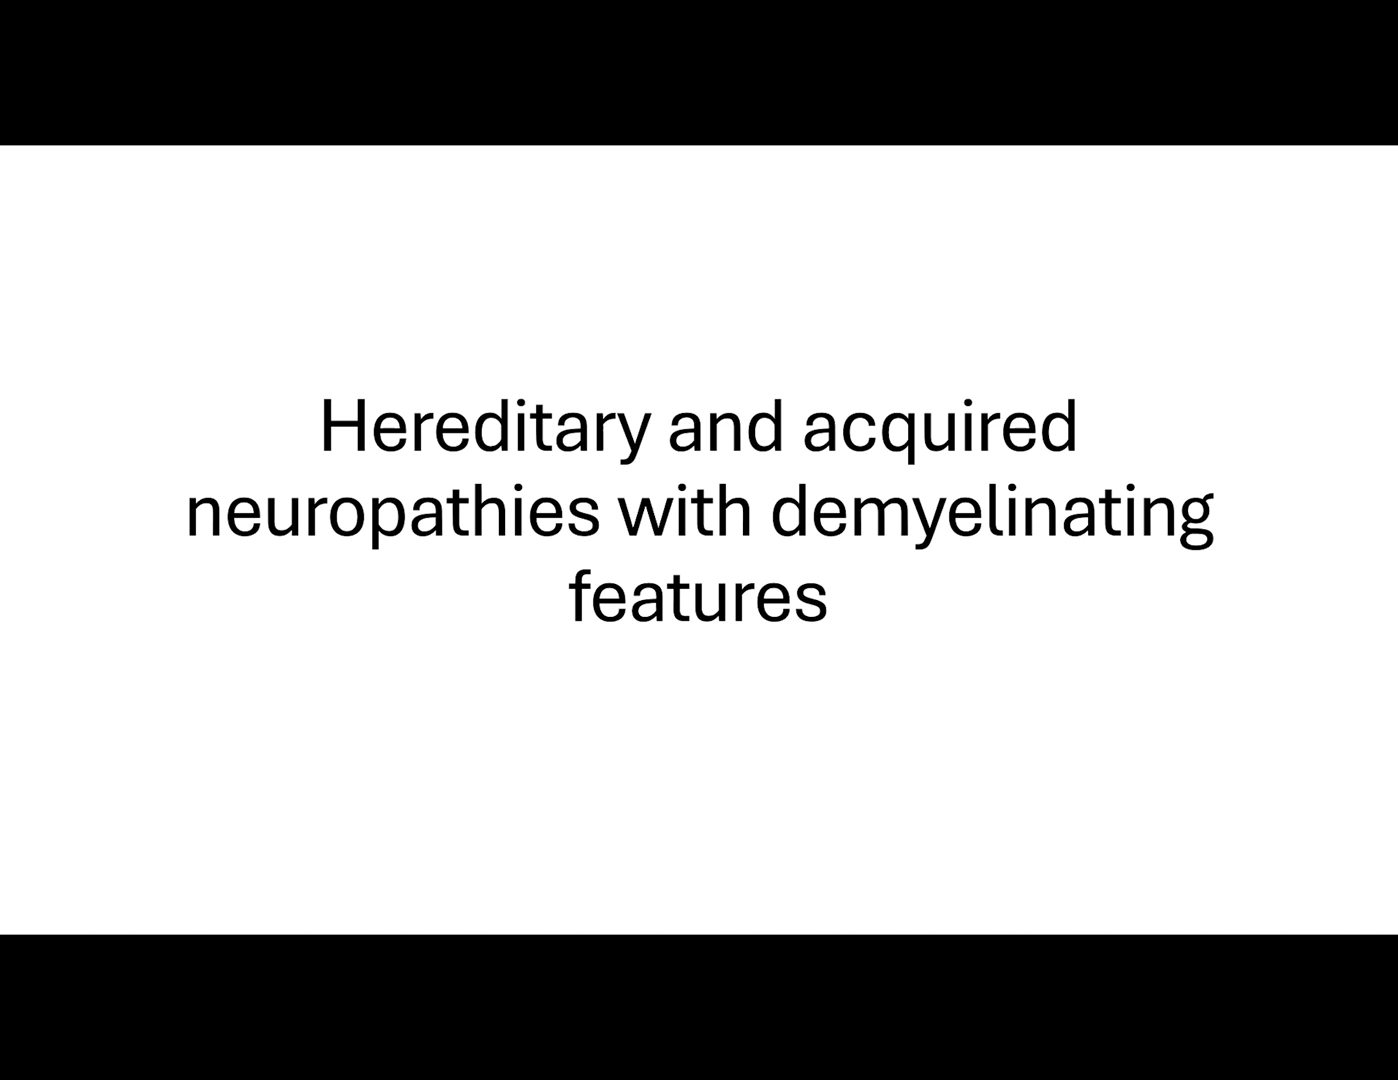 Hereditary and acquired
neuropathies with demyelinating
features